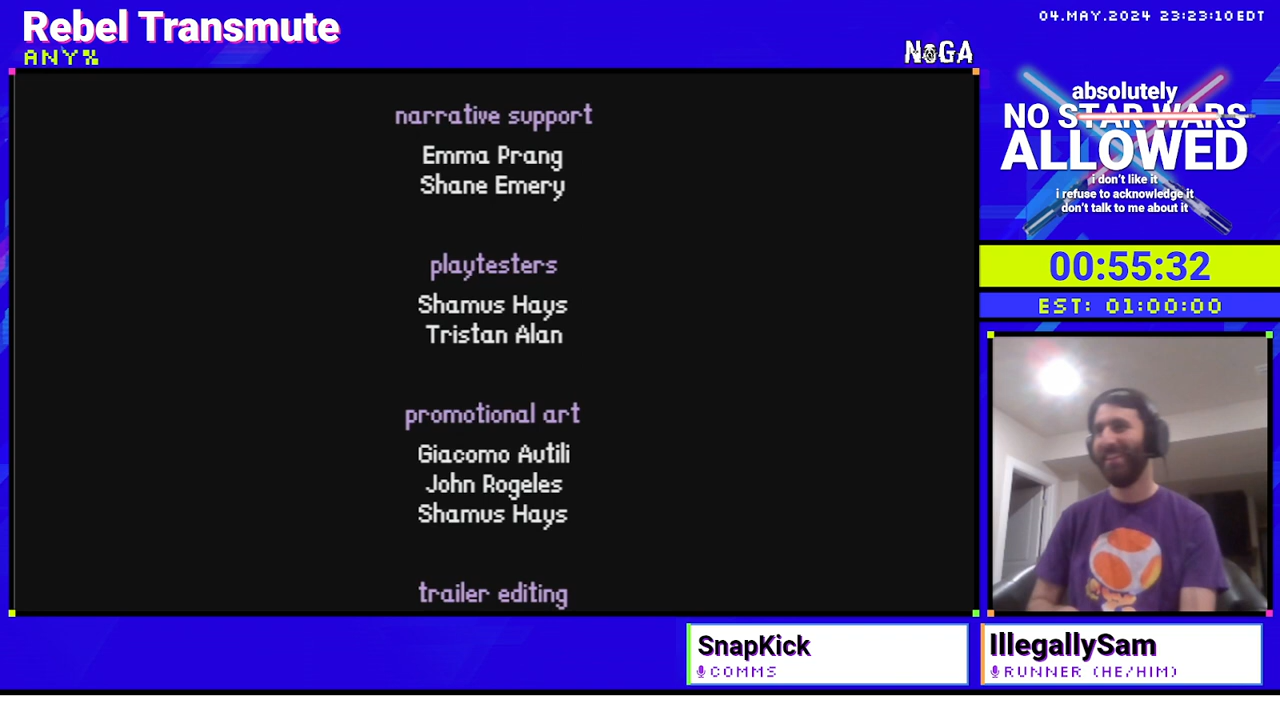 Rebel Transmute
ANY%
NOGA
04.MAY.2024 23:23:10EDT
absolutely
NO STAR WARS
ALLOWED
i don't like it
i refuse to acknowledge it
don't talk to me about it
00:55:32
EST: 01:00:00
narrative support
Emma Prang
Shane Emery
playtesters
Shamus Hays
Tristan Alan
promotional art
Giacomo Autili
John Rogeles
Shamus Hays
trailer editing
SnapKick
COMMS
IllegallySam
RUNNER (HE/HIM)